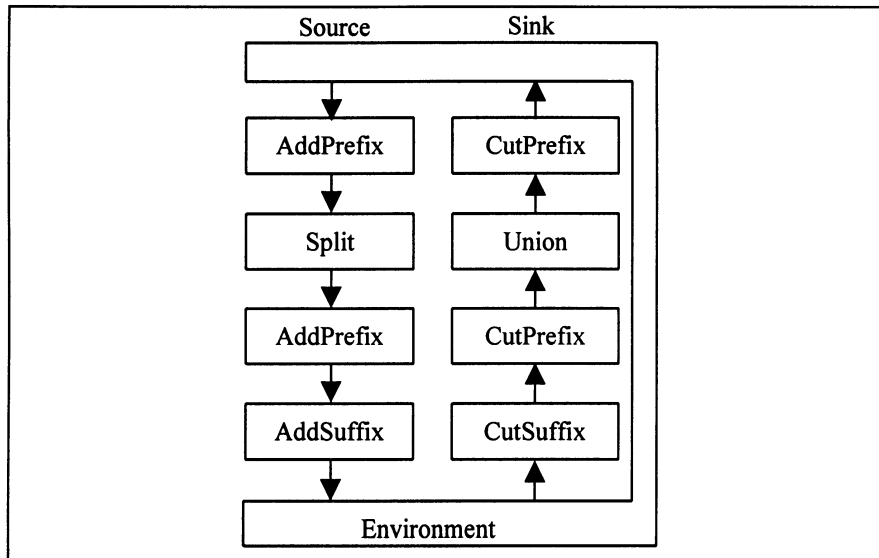 Source Sink
AddPrefix CutPrefix
Split Union
AddPrefix CutPrefix
AddSuffix CutSuffix
Environment